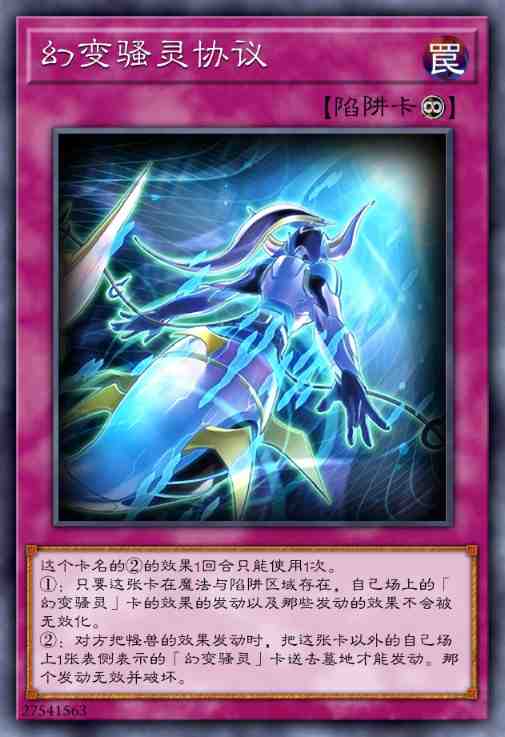 幻变骚灵协议
罠
【陷阱卡♾】
这个卡名的②的效果1回合只能使用1次。
①：只要这张卡在魔法与陷阱区域存在，自己场上的「
幻变骚灵」卡的效果的发动以及那些发动的效果不会被
无效化。
②：对方把怪兽的效果发动时，把这张卡以外的自己场
上1张表侧表示的「幻变骚灵」卡送去墓地才能发动。那
个发动无效并破坏。
27541563